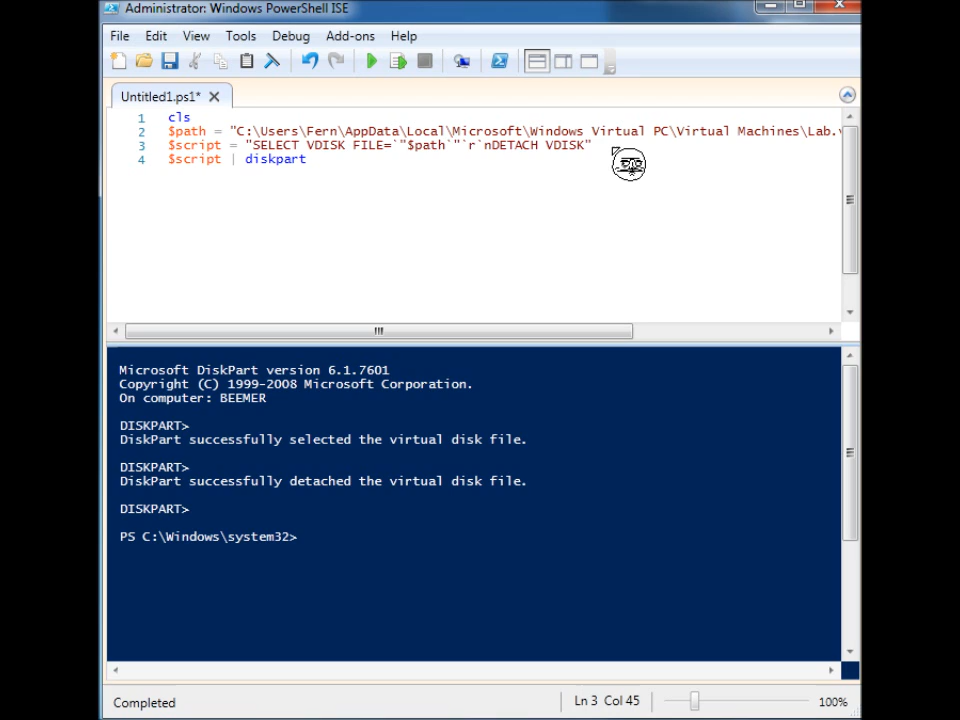 Administrator: Windows PowerShell ISE
File Edit View Tools Debug Add-ons Help
Untitled1.ps1*
1 cls
2 $path = "C:\Users\Fern\AppData\Local\Microsoft\Windows Virtual PC\Virtual Machines\Lab.v
3 $script = "SELECT VDISK FILE=`"$path`"`r`nDETACH VDISK"
4 $script | diskpart
Microsoft DiskPart version 6.1.7601
Copyright (C) 1999-2008 Microsoft Corporation.
On computer: BEEMER
DISKPART>
DiskPart successfully selected the virtual disk file.
DISKPART>
DiskPart successfully detached the virtual disk file.
DISKPART>
PS C:\Windows\system32>
Completed Ln 3 Col 45 100%